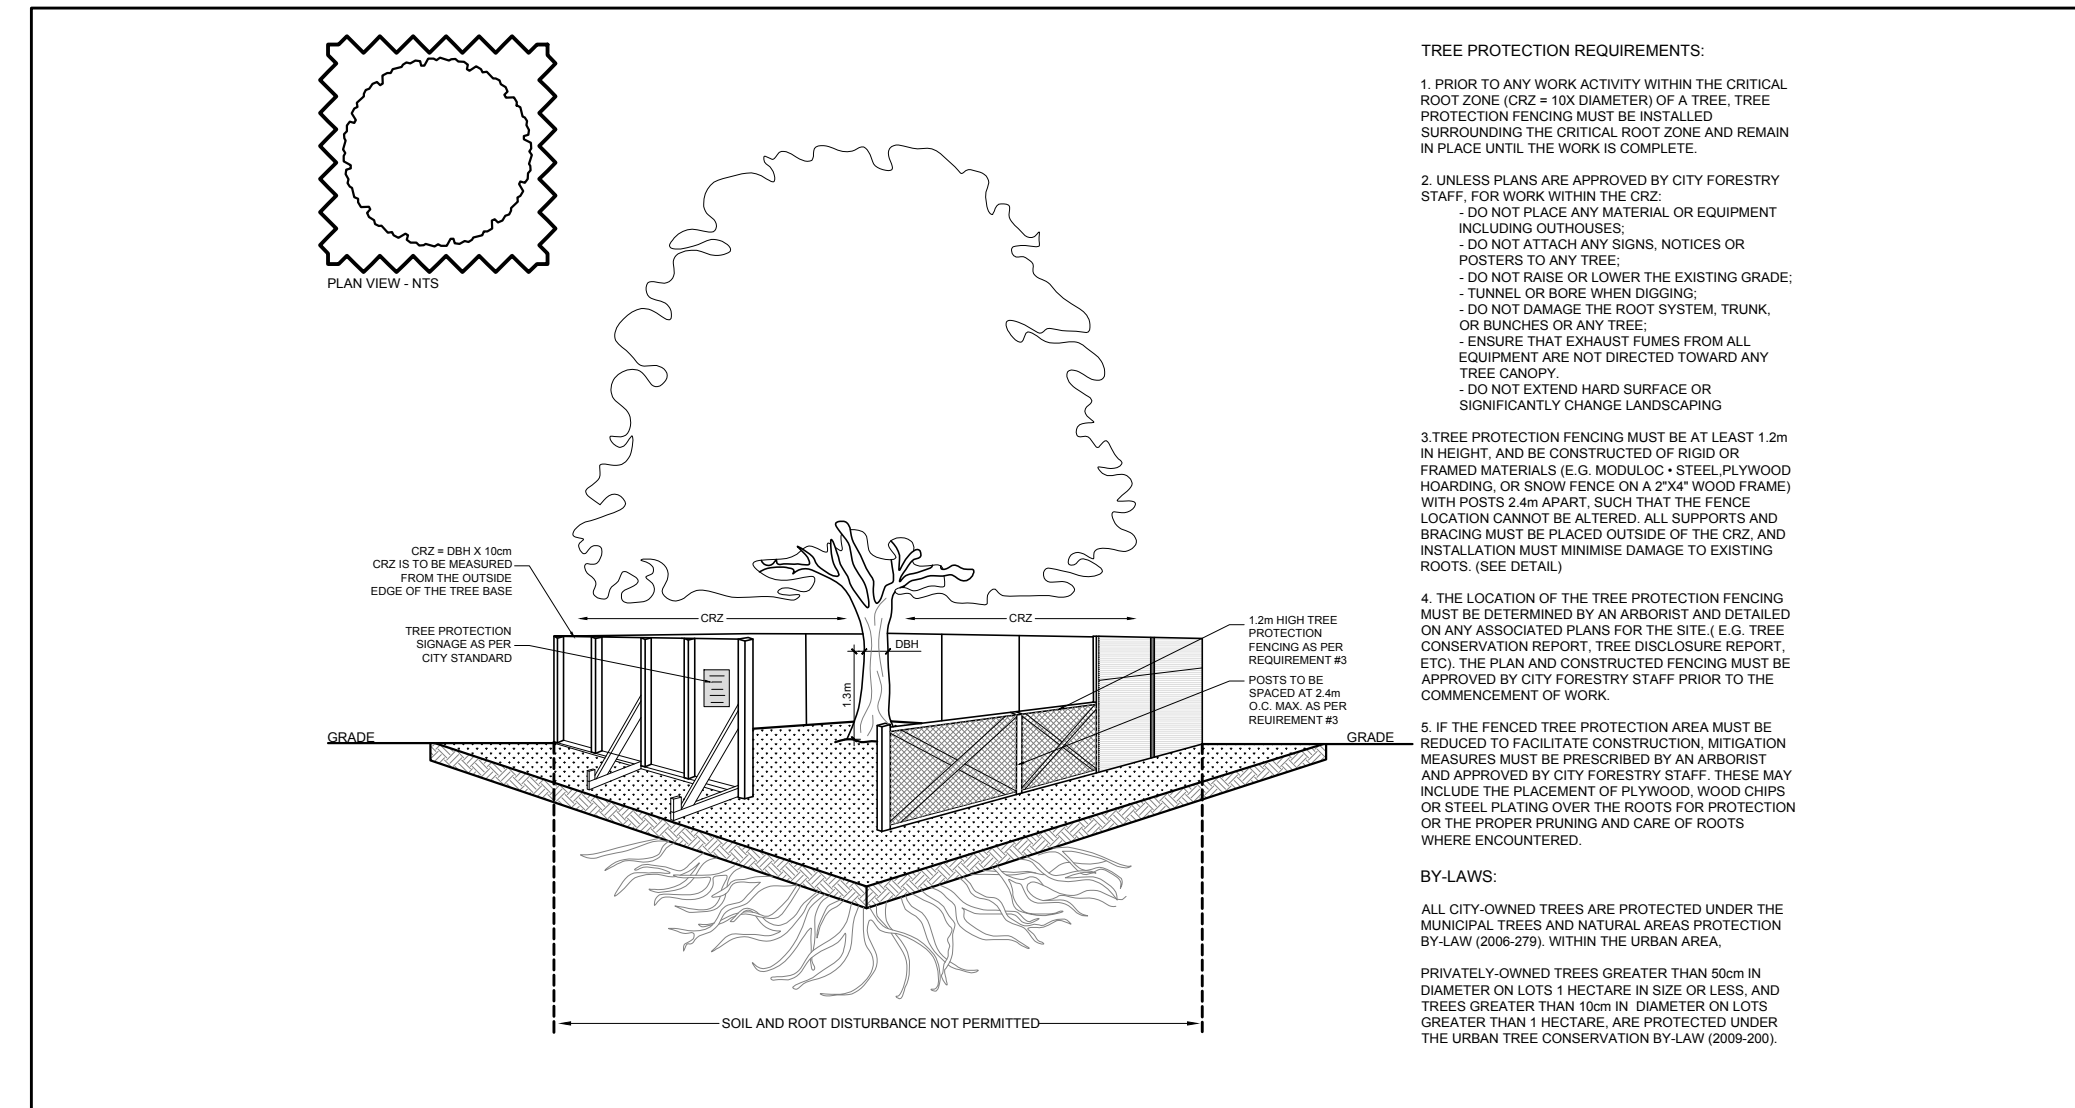 PLAN VIEW - NTS
CRZ = DBH X 10cm
CRZ IS TO BE MEASURED
FROM THE OUTSIDE
EDGE OF THE TREE BASE
TREE PROTECTION
SIGNAGE AS PER
CITY STANDARD
GRADE
CRZ
CRZ
DBH
1.3m
1.2m HIGH TREE
PROTECTION
FENCING AS PER
REQUIREMENT #3
POSTS TO BE
SPACED AT 2.4m
O.C. MAX. AS PER
REUIREMENT #3
GRADE
SOIL AND ROOT DISTURBANCE NOT PERMITTED
TREE PROTECTION REQUIREMENTS:
1. PRIOR TO ANY WORK ACTIVITY WITHIN THE CRITICAL
ROOT ZONE (CRZ = 10X DIAMETER) OF A TREE, TREE
PROTECTION FENCING MUST BE INSTALLED
SURROUNDING THE CRITICAL ROOT ZONE AND REMAIN
IN PLACE UNTIL THE WORK IS COMPLETE.
2. UNLESS PLANS ARE APPROVED BY CITY FORESTRY
STAFF, FOR WORK WITHIN THE CRZ:
- DO NOT PLACE ANY MATERIAL OR EQUIPMENT
INCLUDING OUTHOUSES;
- DO NOT ATTACH ANY SIGNS, NOTICES OR
POSTERS TO ANY TREE;
- DO NOT RAISE OR LOWER THE EXISTING GRADE;
- TUNNEL OR BORE WHEN DIGGING;
- DO NOT DAMAGE THE ROOT SYSTEM, TRUNK,
OR BUNCHES OR ANY TREE;
- ENSURE THAT EXHAUST FUMES FROM ALL
EQUIPMENT ARE NOT DIRECTED TOWARD ANY
TREE CANOPY.
- DO NOT EXTEND HARD SURFACE OR
SIGNIFICANTLY CHANGE LANDSCAPING
3.TREE PROTECTION FENCING MUST BE AT LEAST 1.2m
IN HEIGHT, AND BE CONSTRUCTED OF RIGID OR
FRAMED MATERIALS (E.G. MODULOC • STEEL,PLYWOOD
HOARDING, OR SNOW FENCE ON A 2"X4" WOOD FRAME)
WITH POSTS 2.4m APART, SUCH THAT THE FENCE
LOCATION CANNOT BE ALTERED. ALL SUPPORTS AND
BRACING MUST BE PLACED OUTSIDE OF THE CRZ, AND
INSTALLATION MUST MINIMISE DAMAGE TO EXISTING
ROOTS. (SEE DETAIL)
4. THE LOCATION OF THE TREE PROTECTION FENCING
MUST BE DETERMINED BY AN ARBORIST AND DETAILED
ON ANY ASSOCIATED PLANS FOR THE SITE.( E.G. TREE
CONSERVATION REPORT, TREE DISCLOSURE REPORT,
ETC). THE PLAN AND CONSTRUCTED FENCING MUST BE
APPROVED BY CITY FORESTRY STAFF PRIOR TO THE
COMMENCEMENT OF WORK.
5. IF THE FENCED TREE PROTECTION AREA MUST BE
REDUCED TO FACILITATE CONSTRUCTION, MITIGATION
MEASURES MUST BE PRESCRIBED BY AN ARBORIST
AND APPROVED BY CITY FORESTRY STAFF. THESE MAY
INCLUDE THE PLACEMENT OF PLYWOOD, WOOD CHIPS
OR STEEL PLATING OVER THE ROOTS FOR PROTECTION
OR THE PROPER PRUNING AND CARE OF ROOTS
WHERE ENCOUNTERED.
BY-LAWS:
ALL CITY-OWNED TREES ARE PROTECTED UNDER THE
MUNICIPAL TREES AND NATURAL AREAS PROTECTION
BY-LAW (2006-279). WITHIN THE URBAN AREA,
PRIVATELY-OWNED TREES GREATER THAN 50cm IN
DIAMETER ON LOTS 1 HECTARE IN SIZE OR LESS, AND
TREES GREATER THAN 10cm IN DIAMETER ON LOTS
GREATER THAN 1 HECTARE, ARE PROTECTED UNDER
THE URBAN TREE CONSERVATION BY-LAW (2009-200).